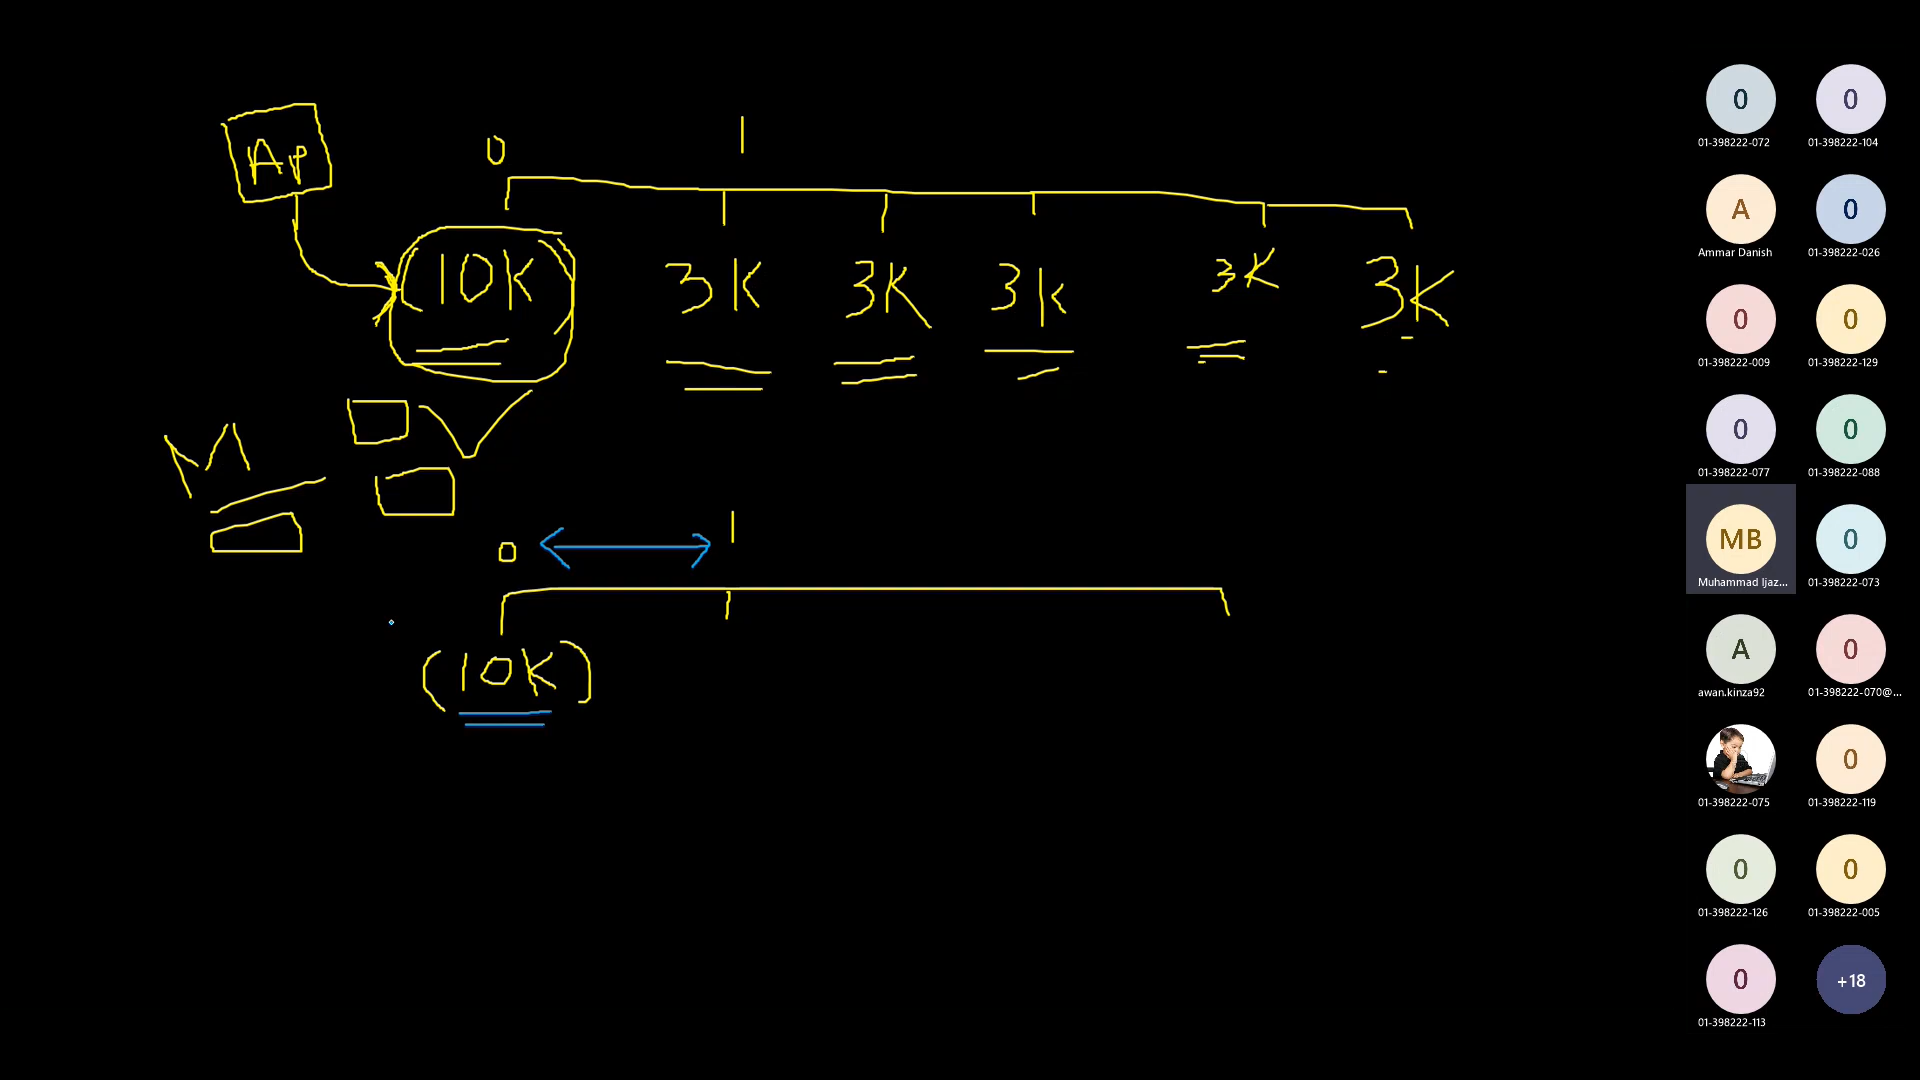 Ap
0 1
(10K) 3K 3K 3K 3K 3K
M
0 1
(10K)
0 0
01-398222-072 01-398222-104
A 0
Ammar Danish 01-398222-026
0 0
01-398222-009 01-398222-129
0 0
01-398222-077 01-398222-088
MB 0
Muhammad Ijaz... 01-398222-073
A 0
awan.kinza92 01-398222-070@...
0
01-398222-075 01-398222-119
0 0
01-398222-126 01-398222-005
0 +18
01-398222-113